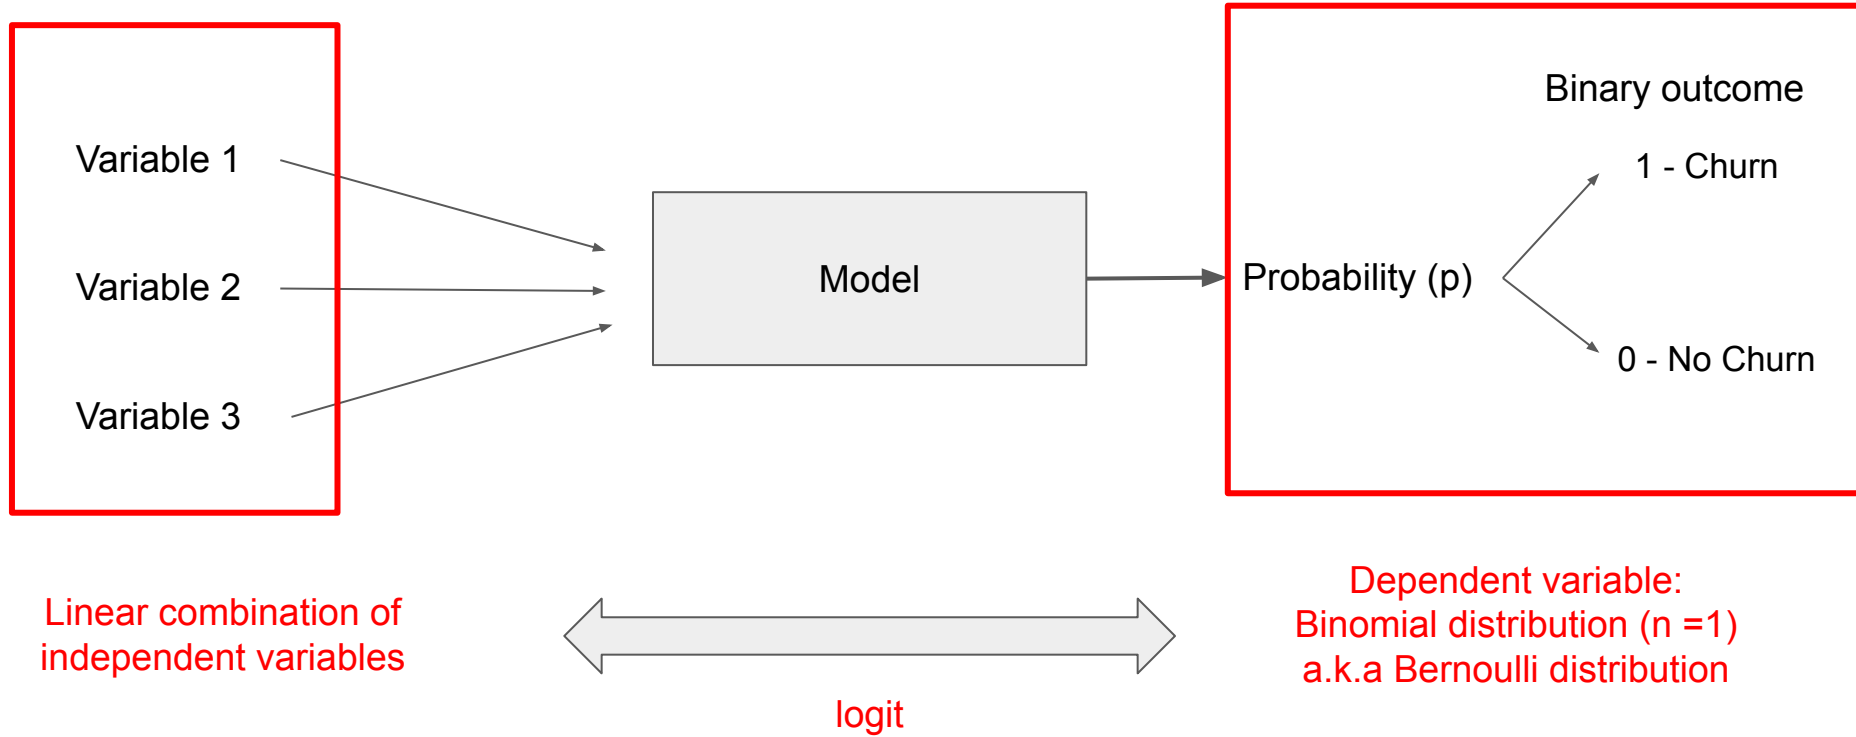 Variable 1
Variable 2
Variable 3
Model
Probability (p)
Binary outcome
1 - Churn
0 - No Churn
Linear combination of
independent variables
logit
Dependent variable:
Binomial distribution (n =1)
a.k.a Bernoulli distribution